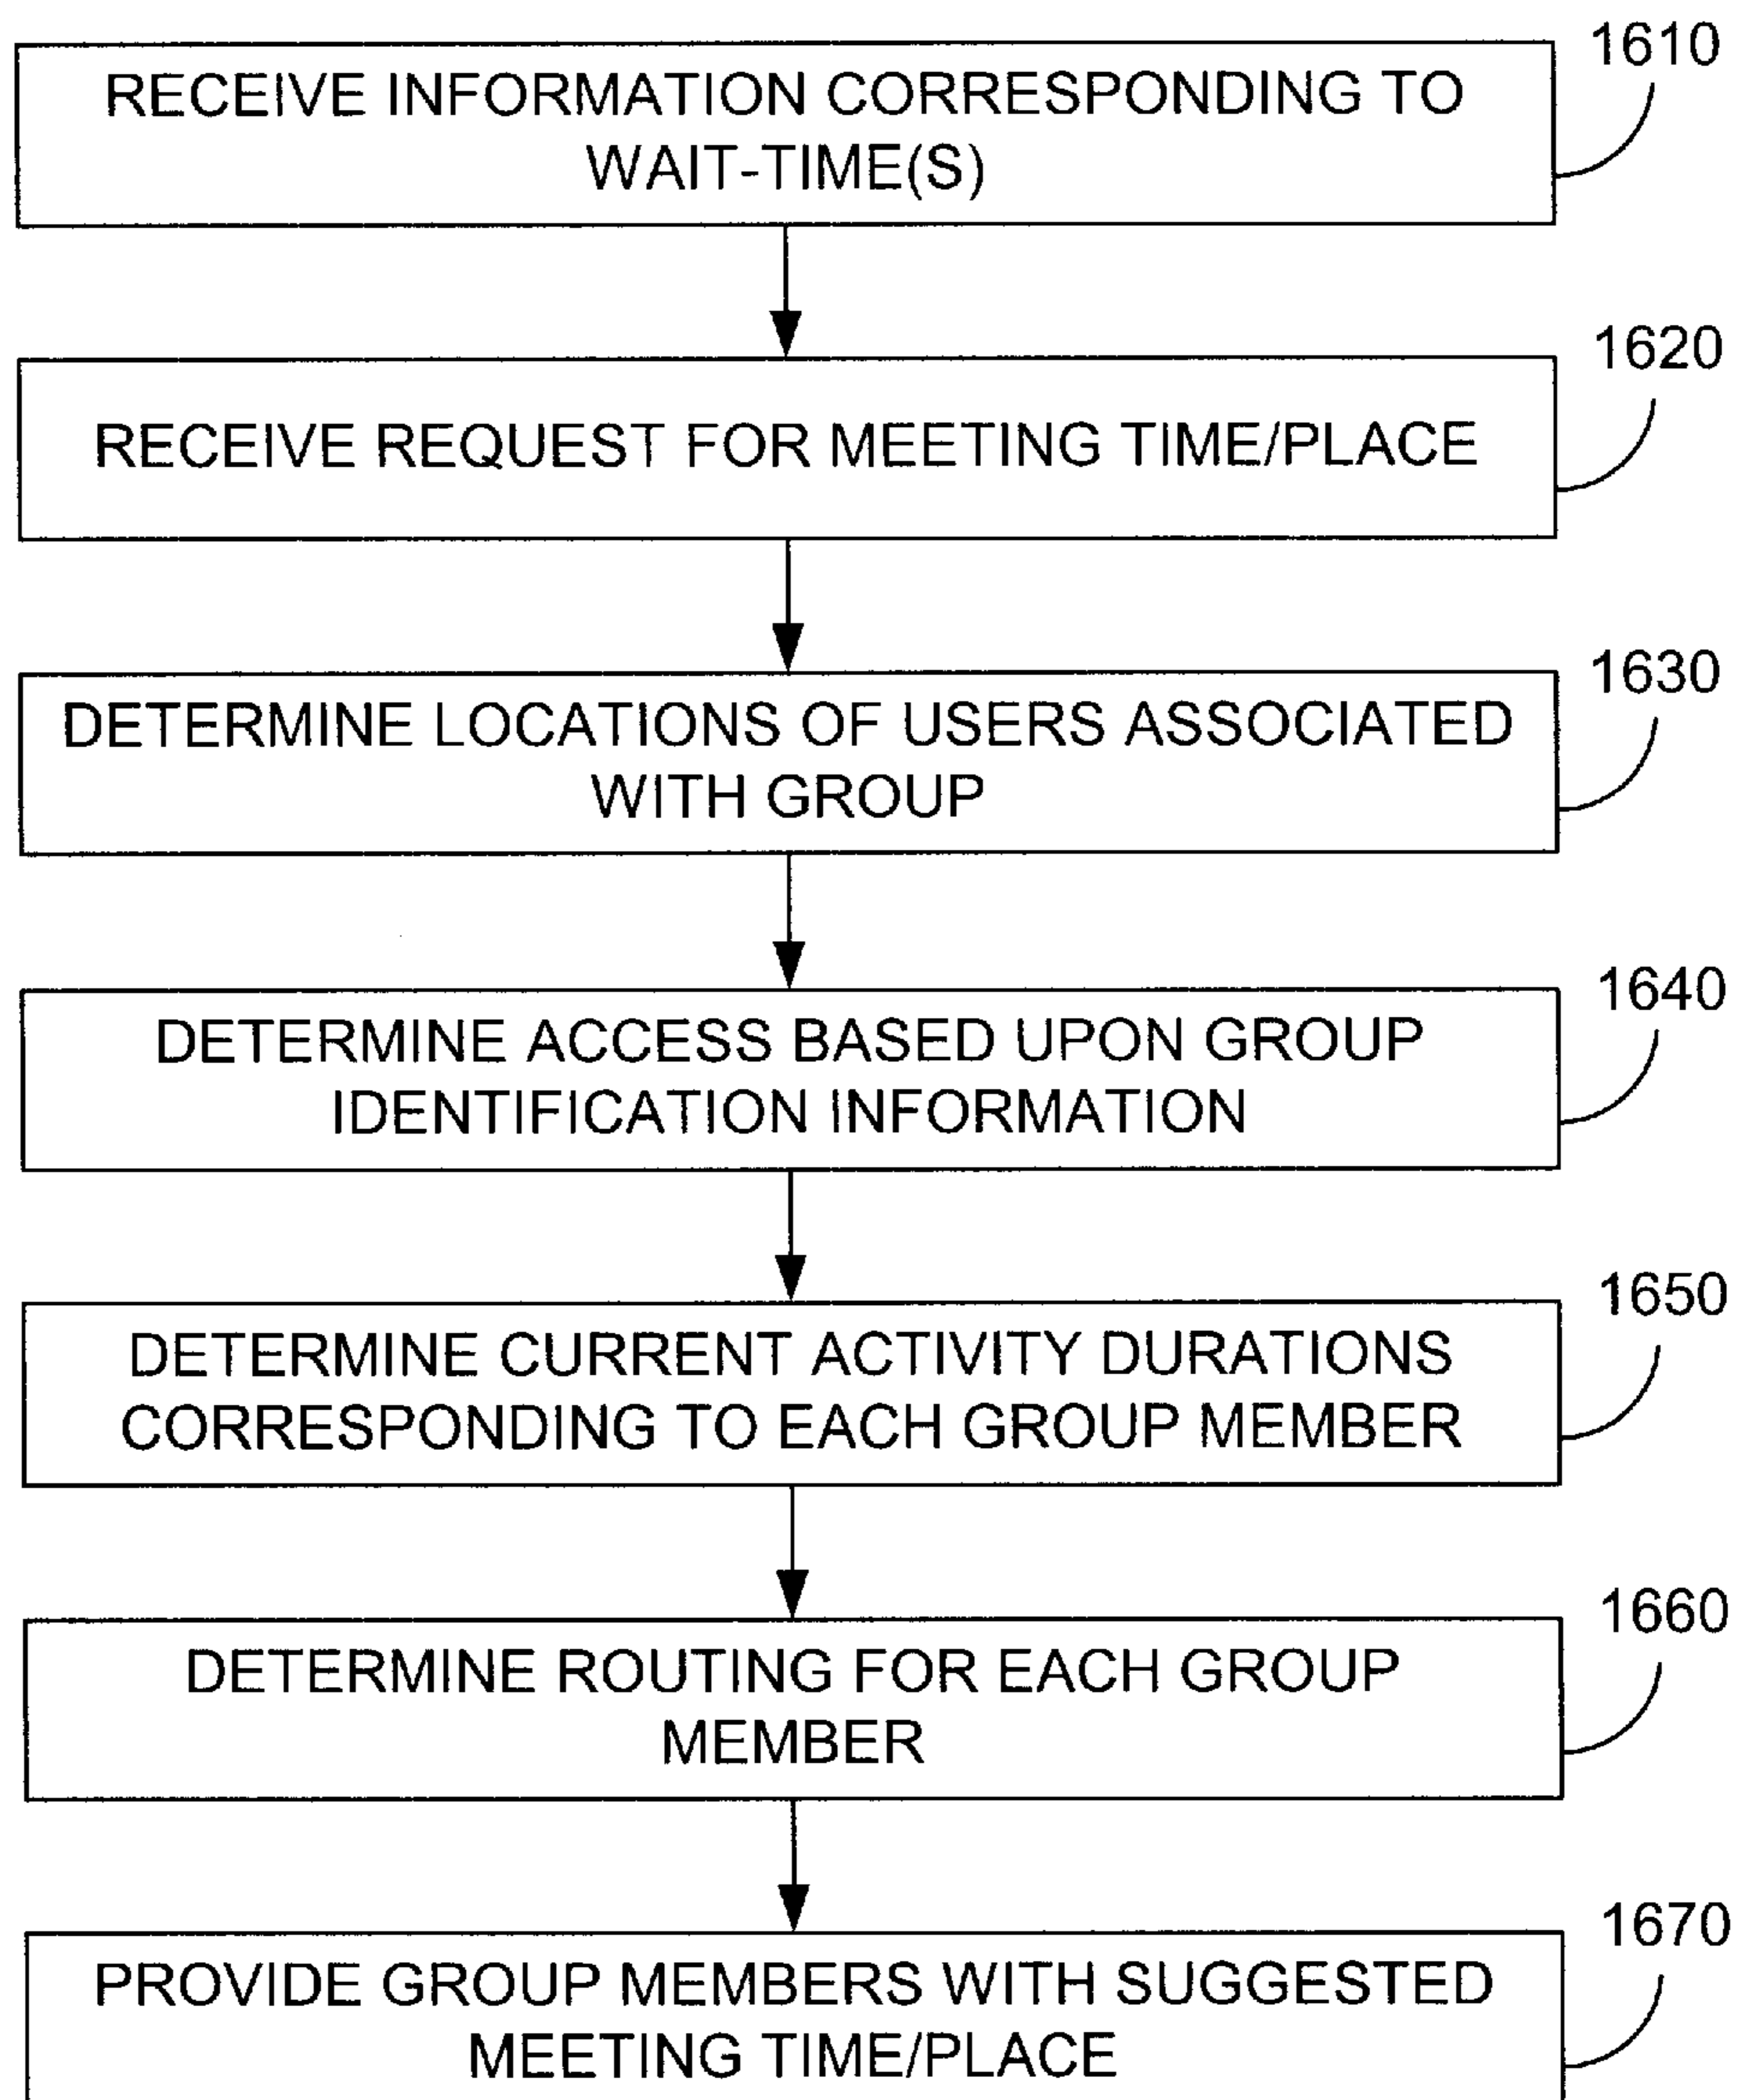 1610
RECEIVE INFORMATION CORRESPONDING TO
WAIT-TIME(S)
1620
RECEIVE REQUEST FOR MEETING TIME/PLACE
1630
DETERMINE LOCATIONS OF USERS ASSOCIATED
WITH GROUP
1640
DETERMINE ACCESS BASED UPON GROUP
IDENTIFICATION INFORMATION
1650
DETERMINE CURRENT ACTIVITY DURATIONS
CORRESPONDING TO EACH GROUP MEMBER
1660
DETERMINE ROUTING FOR EACH GROUP
MEMBER
1670
PROVIDE GROUP MEMBERS WITH SUGGESTED
MEETING TIME/PLACE